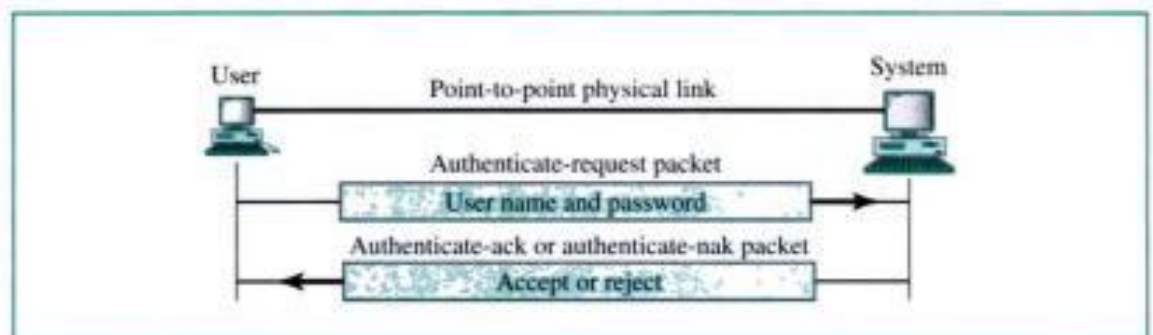 User
System
Point-to-point physical link
Authenticate-request packet
User name and password
Authenticate-ack or authenticate-nak packet
Accept or reject